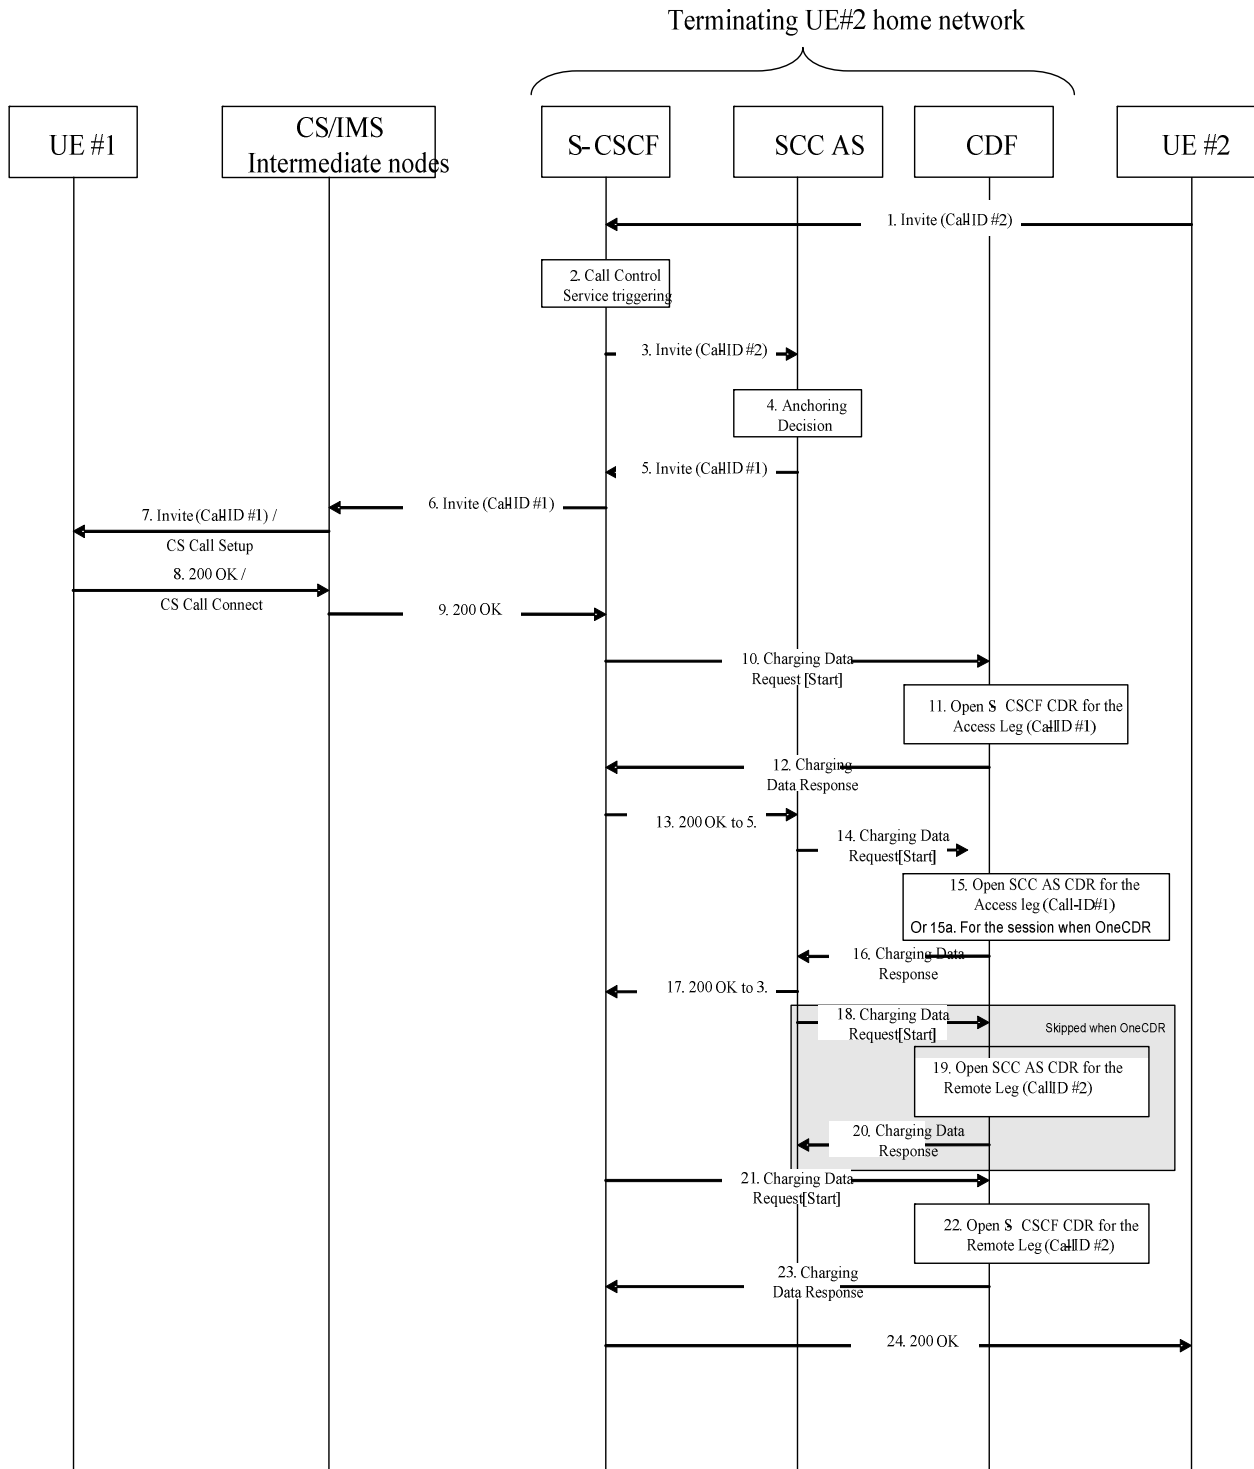 Terminating UE#2 home network
UE #1
CS/IMS
Intermediate nodes
S-CSCF
SCC AS
CDF
UE #2
1. Invite (Call-ID #2)
2. Call Control
Service triggering
3. Invite (Call-ID #2)
4. Anchoring
Decision
5. Invite (Call-ID #1)
6. Invite (Call-ID #1)
7. Invite (Call-ID #1) /
CS Call Setup
8. 200 OK /
CS Call Connect
9. 200 OK
10. Charging Data
Request [Start]
11. Open S CSCF CDR for the
Access Leg (Call-ID #1)
12. Charging
Data Response
13. 200 OK to 5.
14. Charging Data
Request[Start]
15. Open SCC AS CDR for the
Access leg (Call-ID#1)
Or 15a. For the session when OneCDR
16. Charging Data
Response
17. 200 OK to 3.
18. Charging Data
Request[Start]
Skipped when OneCDR
19. Open SCC AS CDR for the
Remote Leg (CallID #2)
20. Charging Data
Response
21. Charging Data
Request[Start]
22. Open S CSCF CDR for the
Remote Leg (Call-ID #2)
23. Charging
Data Response
24. 200 OK